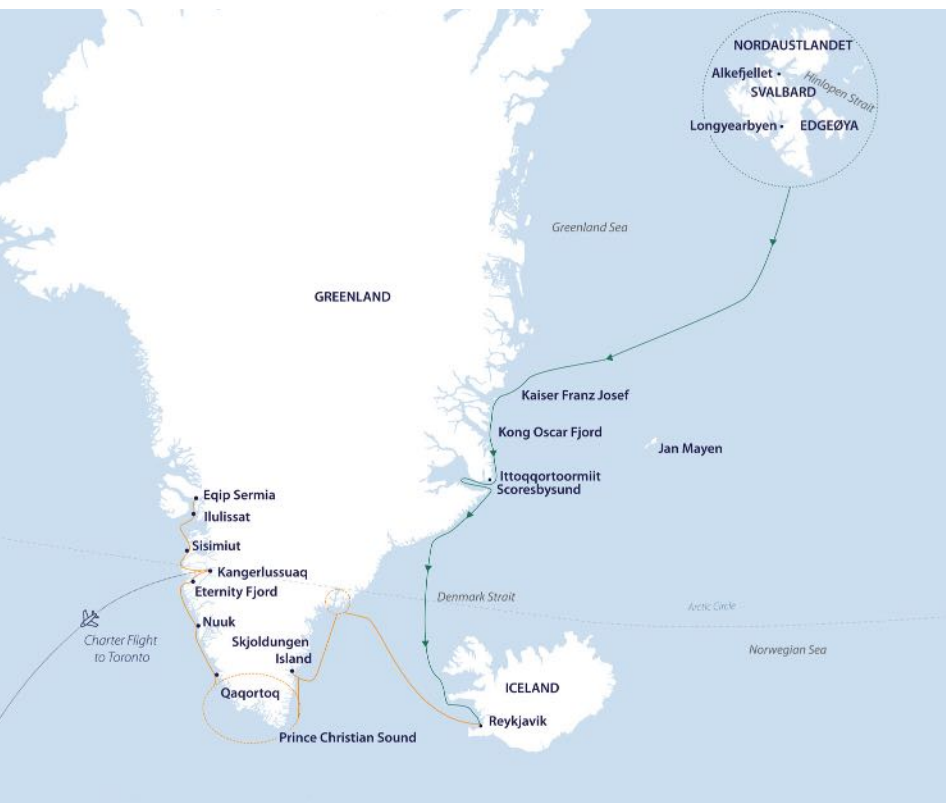 NORDAUSTLANDET
Alkefjellet
Hinlopen Strait
SVALBARD
Longyearbyen
EDGEØYA
Greenland Sea
GREENLAND
Kaiser Franz Josef
Kong Oscar Fjord
Jan Mayen
Ittoqqortoormiit
Scoresbysund
Eqip Sermia
Ilulissat
Sisimiut
Kangerlussuaq
Eternity Fjord
Denmark Strait
Arctic Circle
Nuuk
Charter Flight
to Toronto
Skjoldungen
Island
Norwegian Sea
Qaqortoq
ICELAND
Reykjavik
Prince Christian Sound